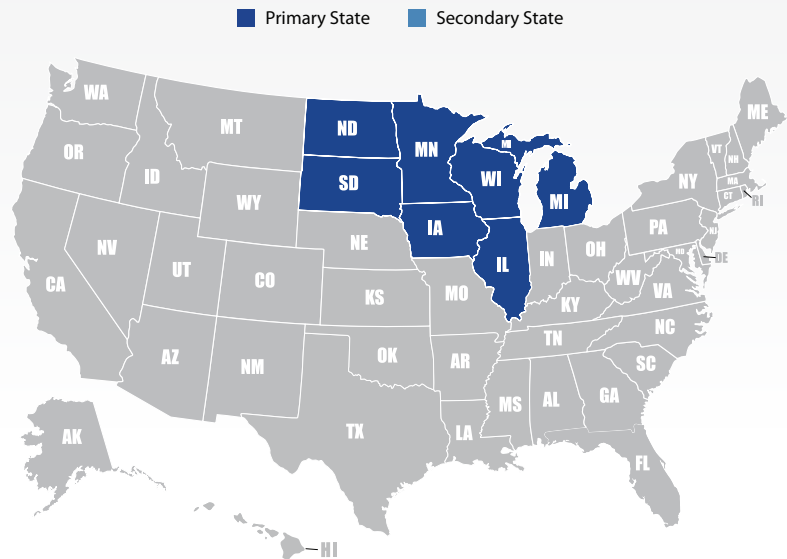 Primary State
Secondary State
WA
MT
ND
MN
MI
ME
OR
ID
SD
WI
VT
NH
WY
MI
NY
MA
CT
RI
NV
UT
NE
IA
IL
IN
OH
PA
NJ
CA
CO
KS
MO
WV
MD
DE
VA
KY
NC
AZ
NM
OK
AR
TN
SC
TX
LA
MS
AL
GA
AK
FL
HI